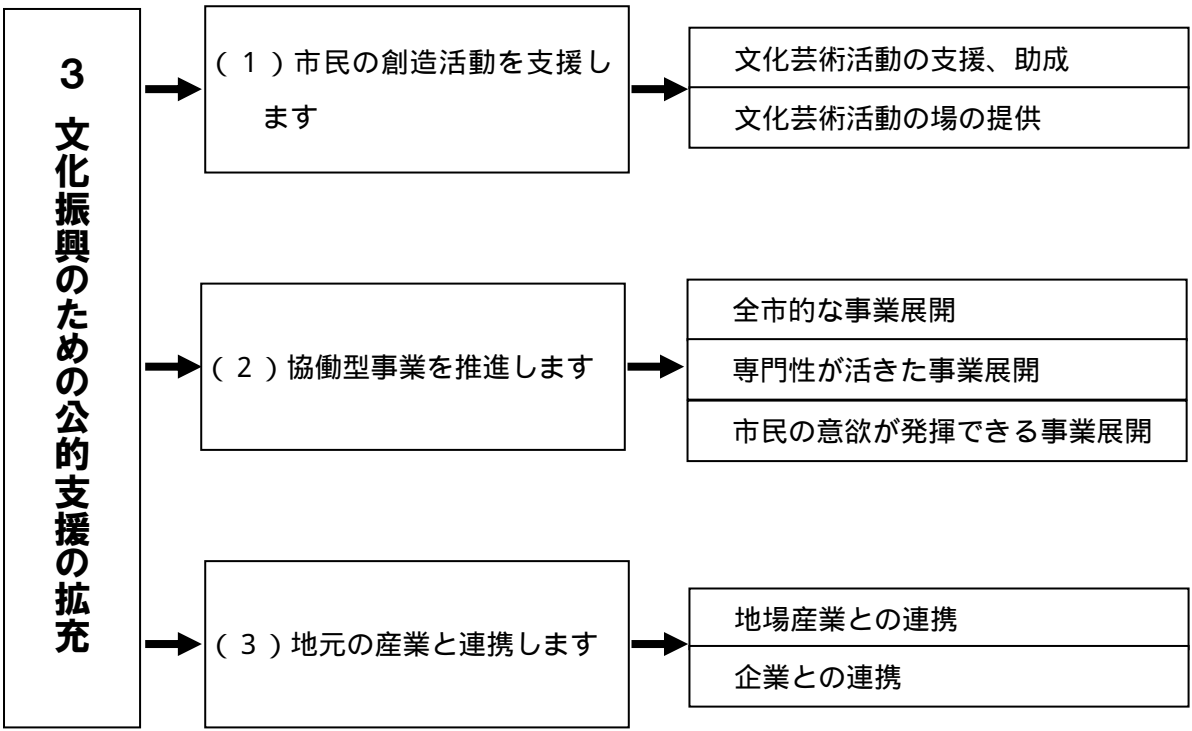 ３　文化振興のための公的支援の拡充
（１）市民の創造活動を支援し
ます
文化芸術活動の支援、助成
文化芸術活動の場の提供
（２）協働型事業を推進します
全市的な事業展開
専門性が活きた事業展開
市民の意欲が発揮できる事業展開
（３）地元の産業と連携します
地場産業との連携
企業との連携